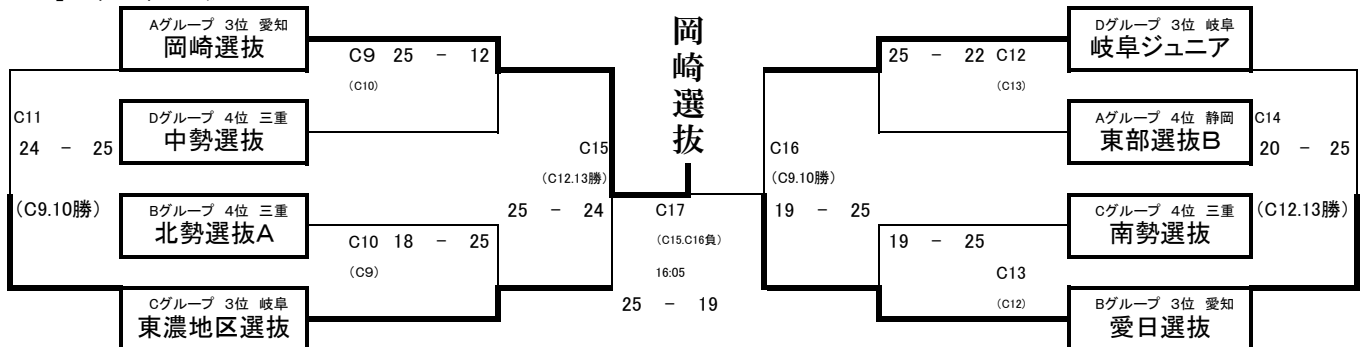 Aグループ 3位 愛知
岡崎選抜
C9 25 － 12
(C10)
Dグループ 4位 三重
中勢選抜
C11
24 － 25
(C9.10勝)
Bグループ 4位 三重
北勢選抜A
C10 18 － 25
(C9)
Cグループ 3位 岐阜
東濃地区選抜
C15
(C12.13勝)
25 － 24
岡崎選抜
C17
(C15.C16負)
16:05
25 － 19
C16
(C9.10勝)
19 － 25
25 － 22 C12
(C13)
Dグループ 3位 岐阜
岐阜ジュニア
Aグループ 4位 静岡
東部選抜B
C14
20 － 25
(C12.13勝)
Cグループ 4位 三重
南勢選抜
19 － 25
C13
(C12)
Bグループ 3位 愛知
愛日選抜